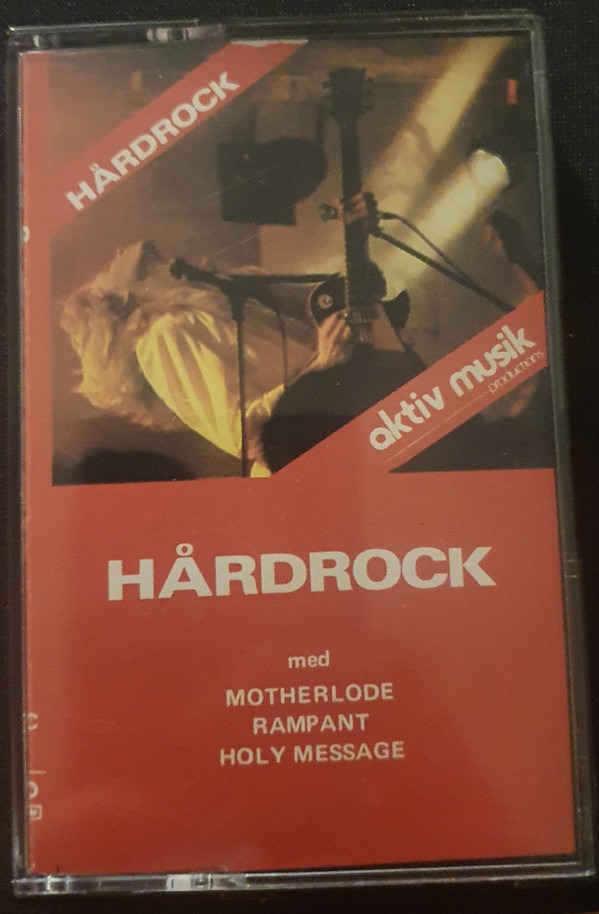 HÅRDROCK
aktiv musik
productions
HÅRDROCK
med
MOTHERLODE
RAMPANT
HOLY MESSAGE